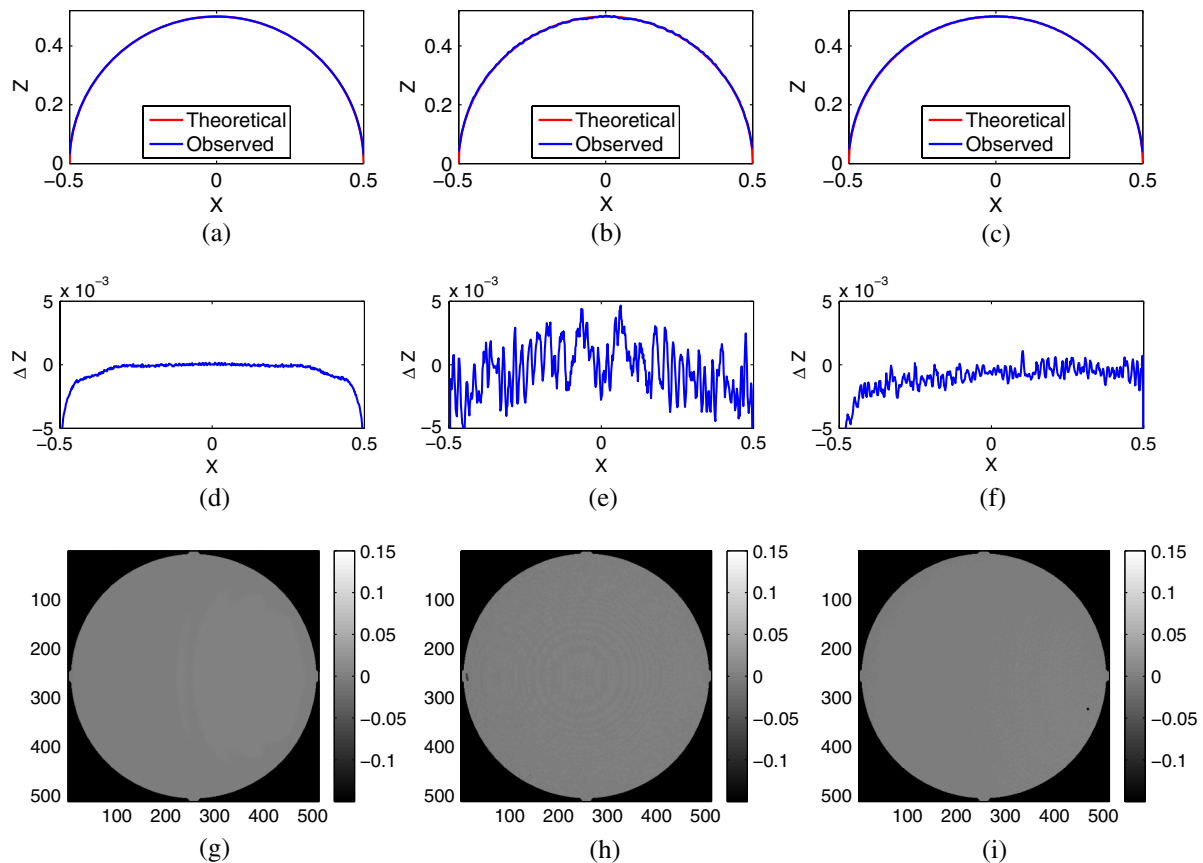 0.4
0.2
0
Z
Theoretical
Observed
−0.5 0 0.5
X
(a)
0.4
0.2
0
Z
Theoretical
Observed
−0.5 0 0.5
X
(b)
0.4
0.2
0
Z
Theoretical
Observed
−0.5 0 0.5
X
(c)
x 10⁻³
5
0
−5
Δ Z
−0.5 0 0.5
X
(d)
x 10⁻³
5
0
−5
Δ Z
−0.5 0 0.5
X
(e)
x 10⁻³
5
0
−5
Δ Z
−0.5 0 0.5
X
(f)
100
200
300
400
500
100 200 300 400 500
0.15
0.1
0.05
0
−0.05
−0.1
(g)
100
200
300
400
500
100 200 300 400 500
0.15
0.1
0.05
0
−0.05
−0.1
(h)
100
200
300
400
500
100 200 300 400 500
0.15
0.1
0.05
0
−0.05
−0.1
(i)